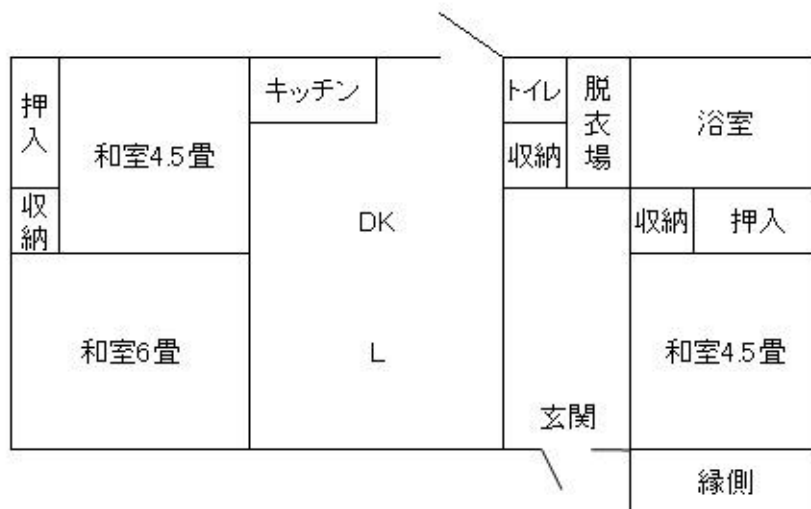 押入
和室4.5畳
キッチン
トイレ
脱衣場
浴室
収納
収納
DK
収納
押入
和室6畳
L
和室4.5畳
玄関
縁側